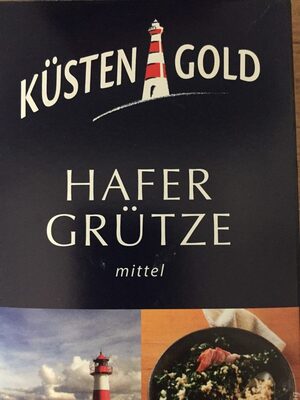 KÜSTEN GOLD
HAFER
GRÜTZE
mittel